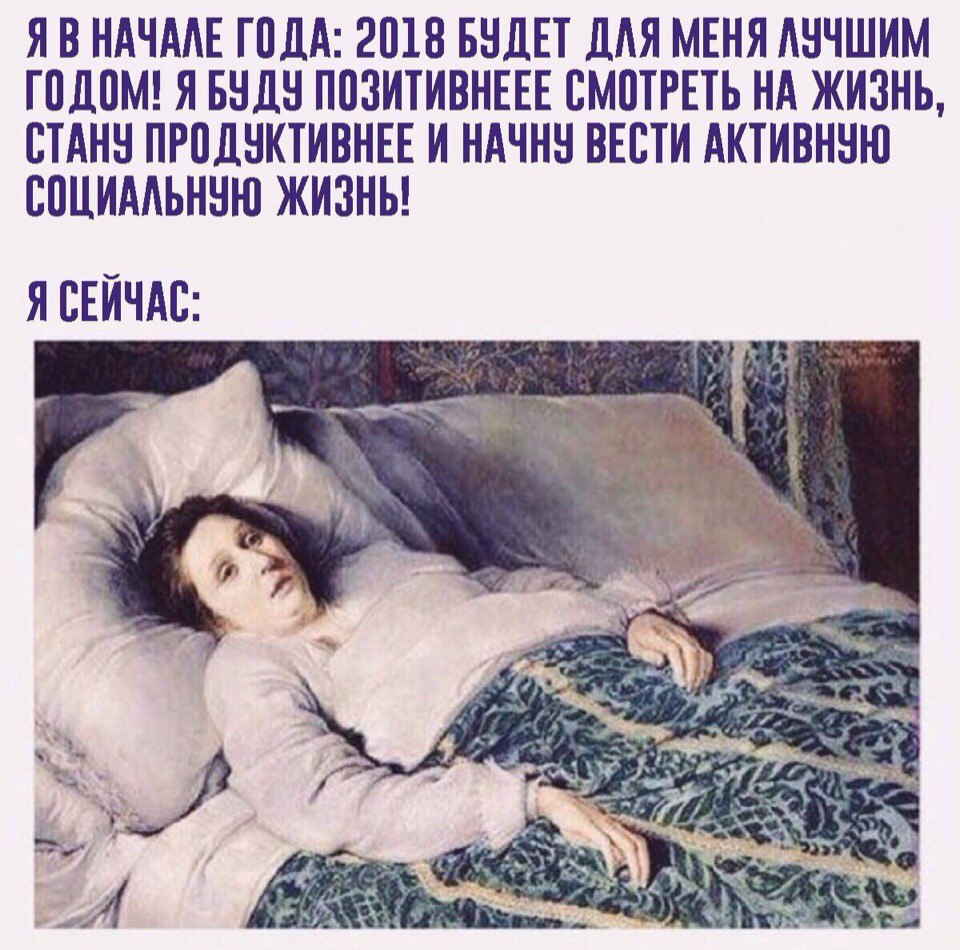 Я В НАЧАЛЕ ГОДА: 2018 БУДЕТ ДЛЯ МЕНЯ ЛУЧШИМ
ГОДОМ! Я БУДУ ПОЗИТИВНЕЕЕ СМОТРЕТЬ НА ЖИЗНЬ,
СТАНУ ПРОДУКТИВНЕЕ И НАЧНУ ВЕСТИ АКТИВНУЮ
СОЦИАЛЬНУЮ ЖИЗНЬ!
Я СЕЙЧАС: